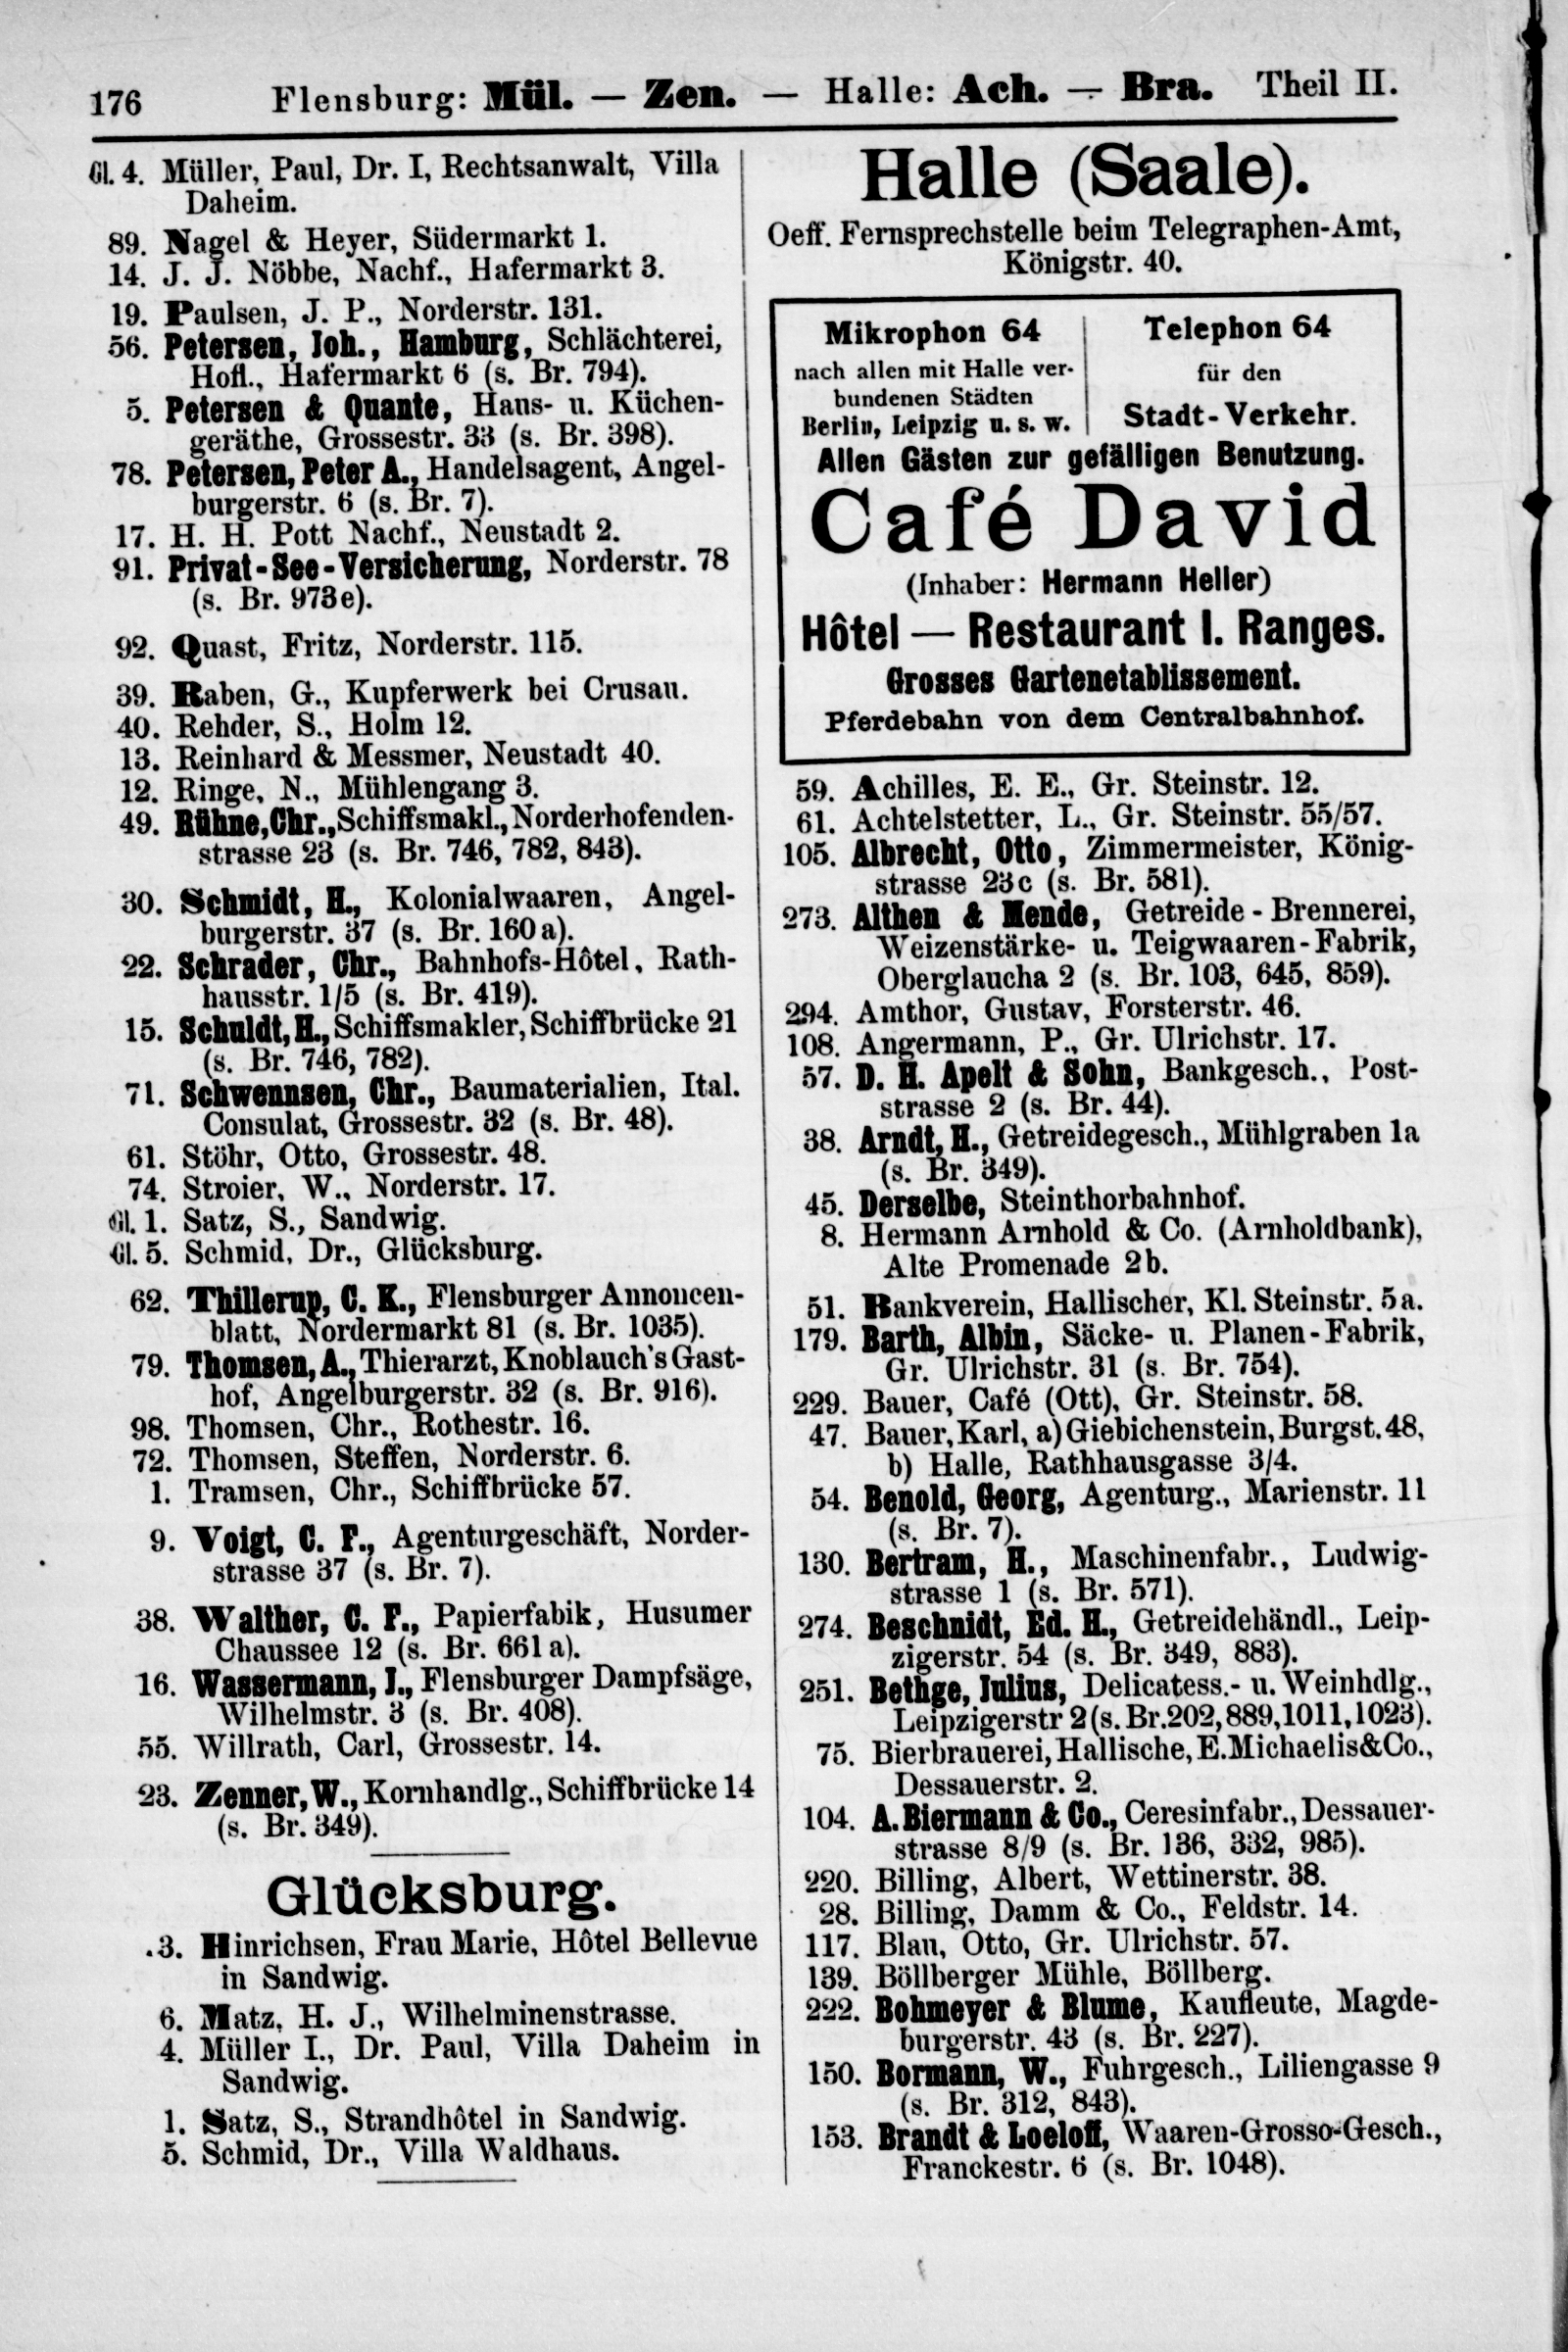 176 Flensburg: Mül. — Zen. — Halle: Ach. — Bra. Theil II.
Gl. 4. Müller, Paul, Dr. I, Rechtsanwalt, Villa
Daheim.
89. Nagel & Heyer, Südermarkt 1.
14. J. J. Nöbbe, Nachf., Hafermarkt 3.
19. Paulsen, J. P., Norderstr. 131.
56. Petersen, Joh., Hamburg, Schlächterei,
Hofl., Hafermarkt 6 (s. Br. 794).
5. Petersen & Quante, Haus- u. Küchen-
geräthe, Grossestr. 33 (s. Br. 398).
78. Petersen, Peter A., Handelsagent, Angel-
burgerstr. 6 (s. Br. 7).
17. H. H. Pott Nachf., Neustadt 2.
91. Privat-See-Versicherung, Norderstr. 78
(s. Br. 973e).
92. Quast, Fritz, Norderstr. 115.
39. Raben, G., Kupferwerk bei Crusau.
40. Rehder, S., Holm 12.
13. Reinhard & Messmer, Neustadt 40.
12. Ringe, N., Mühlengang 3.
49. Rühne, Chr., Schiffsmakl., Norderhofenden-
strasse 23 (s. Br. 746, 782, 843).
30. Schmidt, H., Kolonialwaaren, Angel-
burgerstr. 37 (s. Br. 160a).
22. Schrader, Chr., Bahnhofs-Hôtel, Rath-
hausstr. 1/5 (s. Br. 419).
15. Schuldt, H., Schiffsmakler, Schiffbrücke 21
(s. Br. 746, 782).
71. Schwennsen, Chr., Baumaterialien, Ital.
Consulat, Grossestr. 32 (s. Br. 48).
61. Stöhr, Otto, Grossestr. 48.
74. Stroier, W., Norderstr. 17.
Gl. 1. Satz, S., Sandwig.
Gl. 5. Schmid, Dr., Glücksburg.
62. Thillerup, C. K., Flensburger Annoncen-
blatt, Nordermarkt 81 (s. Br. 1035).
79. Thomsen, A., Thierarzt, Knoblauch's Gast-
hof, Angelburgerstr. 32 (s. Br. 916).
98. Thomsen, Chr., Rothestr. 16.
72. Thomsen, Steffen, Norderstr. 6.
1. Tramsen, Chr., Schiffbrücke 57.
9. Voigt, C. F., Agenturgeschäft, Norder-
strasse 37 (s. Br. 7).
38. Walther, C. F., Papierfabik, Husumer
Chaussee 12 (s. Br. 661a).
16. Wassermann, J., Flensburger Dampfsäge,
Wilhelmstr. 3 (s. Br. 408).
55. Willrath, Carl, Grossestr. 14.
23. Zenner, W., Kornhandlg., Schiffbrücke 14
(s. Br. 349).
Glücksburg.
3. Hinrichsen, Frau Marie, Hôtel Bellevue
in Sandwig.
6. Matz, H. J., Wilhelminenstrasse.
4. Müller I., Dr. Paul, Villa Daheim in
Sandwig.
1. Satz, S., Strandhôtel in Sandwig.
5. Schmid, Dr., Villa Waldhaus.
Halle (Saale).
Oeff. Fernsprechstelle beim Telegraphen-Amt,
Königstr. 40.
Mikrophon 64
nach allen mit Halle ver-
bundenen Städten
Berlin, Leipzig u. s. w.
Telephon 64
für den
Stadt-Verkehr.
Allen Gästen zur gefälligen Benutzung.
Café David
(Inhaber: Hermann Heller)
Hôtel — Restaurant I. Ranges.
Grosses Gartenetablissement.
Pferdebahn von dem Centralbahnhof.
59. Achilles, E. E., Gr. Steinstr. 12.
61. Achtelstetter, L., Gr. Steinstr. 55/57.
105. Albrecht, Otto, Zimmermeister, König-
strasse 23c (s. Br. 581).
273. Althen & Mende, Getreide-Brennerei,
Weizenstärke- u. Teigwaaren-Fabrik,
Oberglaucha 2 (s. Br. 103, 645, 859).
294. Amthor, Gustav, Forsterstr. 46.
108. Angermann, P., Gr. Ulrichstr. 17.
57. D. H. Apelt & Sohn, Bankgesch., Post-
strasse 2 (s. Br. 44).
38. Arndt, H., Getreidegesch., Mühlgraben 1a
(s. Br. 349).
45. Derselbe, Steinthorbahnhof.
8. Hermann Arnhold & Co. (Arnholdbank),
Alte Promenade 2b.
51. Bankverein, Hallischer, Kl. Steinstr. 5a.
179. Barth, Albin, Säcke- u. Planen-Fabrik,
Gr. Ulrichstr. 31 (s. Br. 754).
229. Bauer, Café (Ott), Gr. Steinstr. 58.
47. Bauer, Karl, a) Giebichenstein, Burgst. 48,
b) Halle, Rathhausgasse 3/4.
54. Benold, Georg, Agenturg., Marienstr. 11
(s. Br. 7).
130. Bertram, H., Maschinenfabr., Ludwig-
strasse 1 (s. Br. 571).
274. Beschnidt, Ed. H., Getreidehändl., Leip-
zigerstr. 54 (s. Br. 349, 883).
251. Bethge, Julius, Delicatess.- u. Weinhdlg.,
Leipzigerstr 2 (s. Br. 202, 889, 1011, 1023).
75. Bierbrauerei, Hallische, E. Michaelis & Co.,
Dessauerstr. 2.
104. A. Biermann & Co., Ceresinfabr., Dessauer-
strasse 8/9 (s. Br. 136, 332, 985).
220. Billing, Albert, Wettinerstr. 38.
28. Billing, Damm & Co., Feldstr. 14.
117. Blau, Otto, Gr. Ulrichstr. 57.
139. Böllberger Mühle, Böllberg.
222. Bohmeyer & Blume, Kaufleute, Magde-
burgerstr. 43 (s. Br. 227).
150. Bormann, W., Fuhrgesch., Liliengasse 9
(s. Br. 312, 843).
153. Brandt & Loeloff, Waaren-Grosso-Gesch.,
Franckestr. 6 (s. Br. 1048).